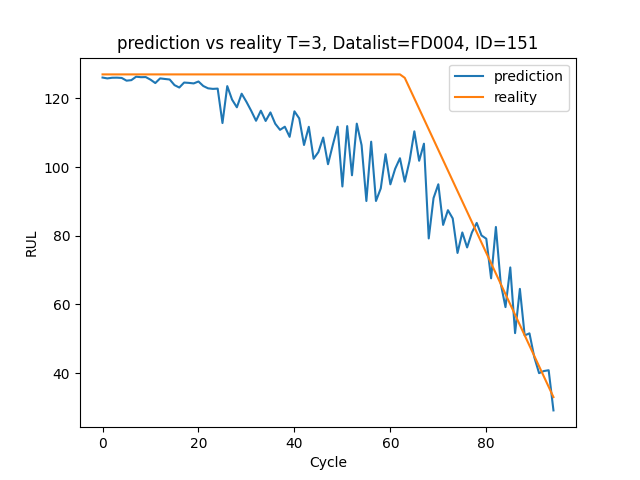 prediction vs reality T=3, Datalist=FD004, ID=151
prediction
reality
120
100
80
60
40
RUL
0 20 40 60 80
Cycle